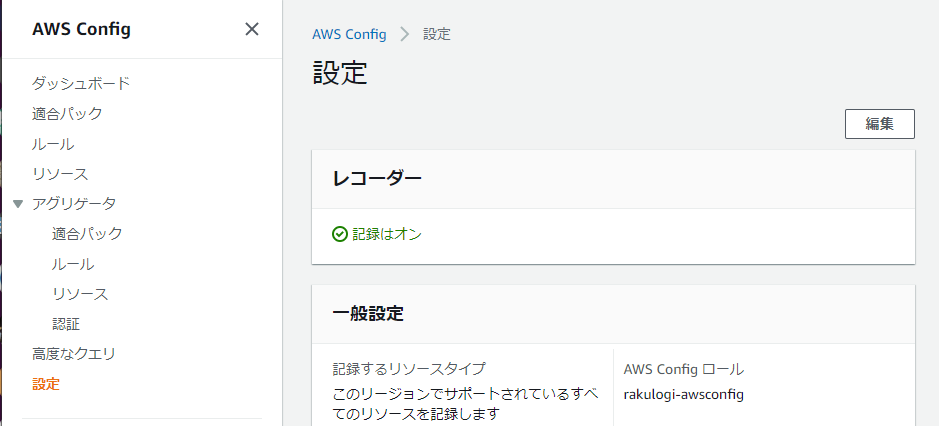 AWS Config
ダッシュボード
適合パック
ルール
リソース
アグリゲータ
適合パック
ルール
リソース
認証
高度なクエリ
設定
AWS Config
設定
設定
編集
レコーダー
記録はオン
一般設定
記録するリソースタイプ
このリージョンでサポートされているすべ
てのリソースを記録します
AWS Config ロール
rakulogi-awsconfig